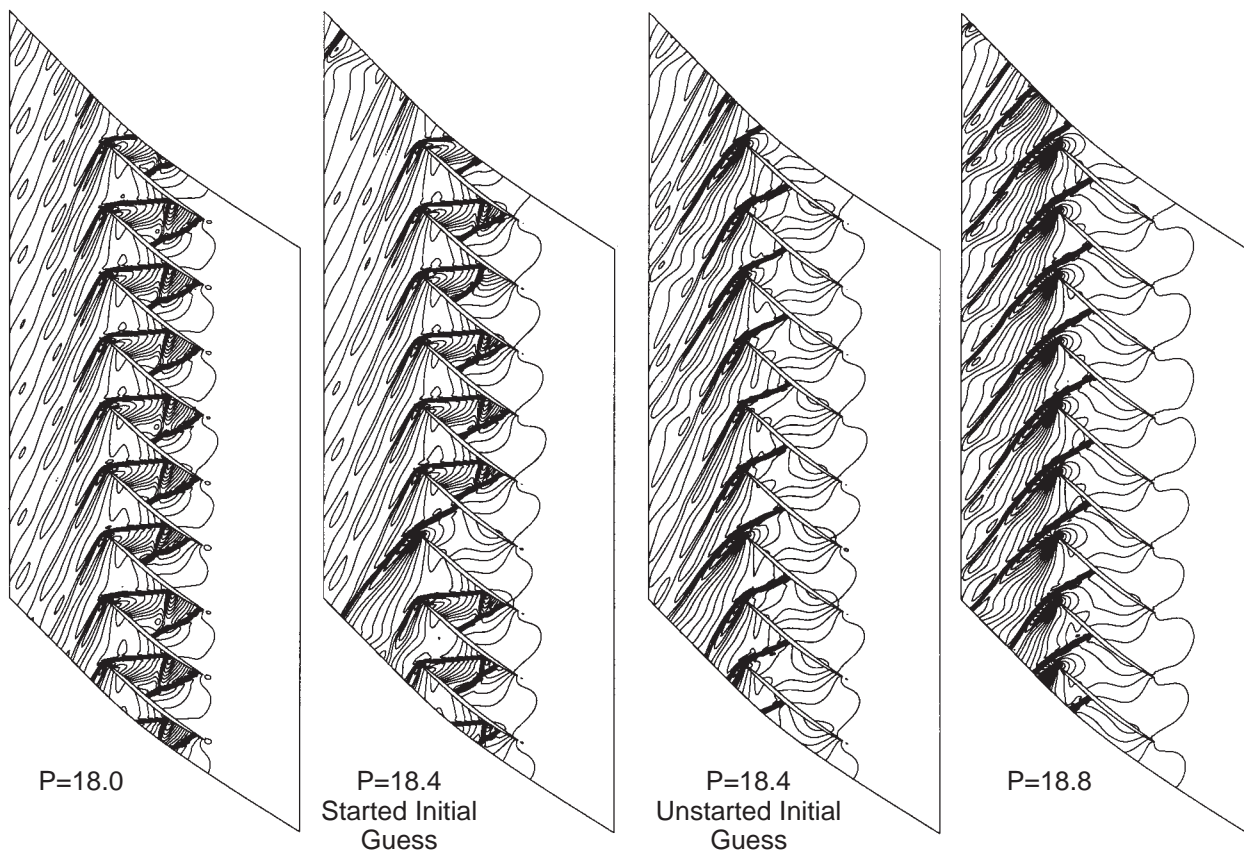 P=18.0
P=18.4
Started Initial
Guess
P=18.4
Unstarted Initial
Guess
P=18.8